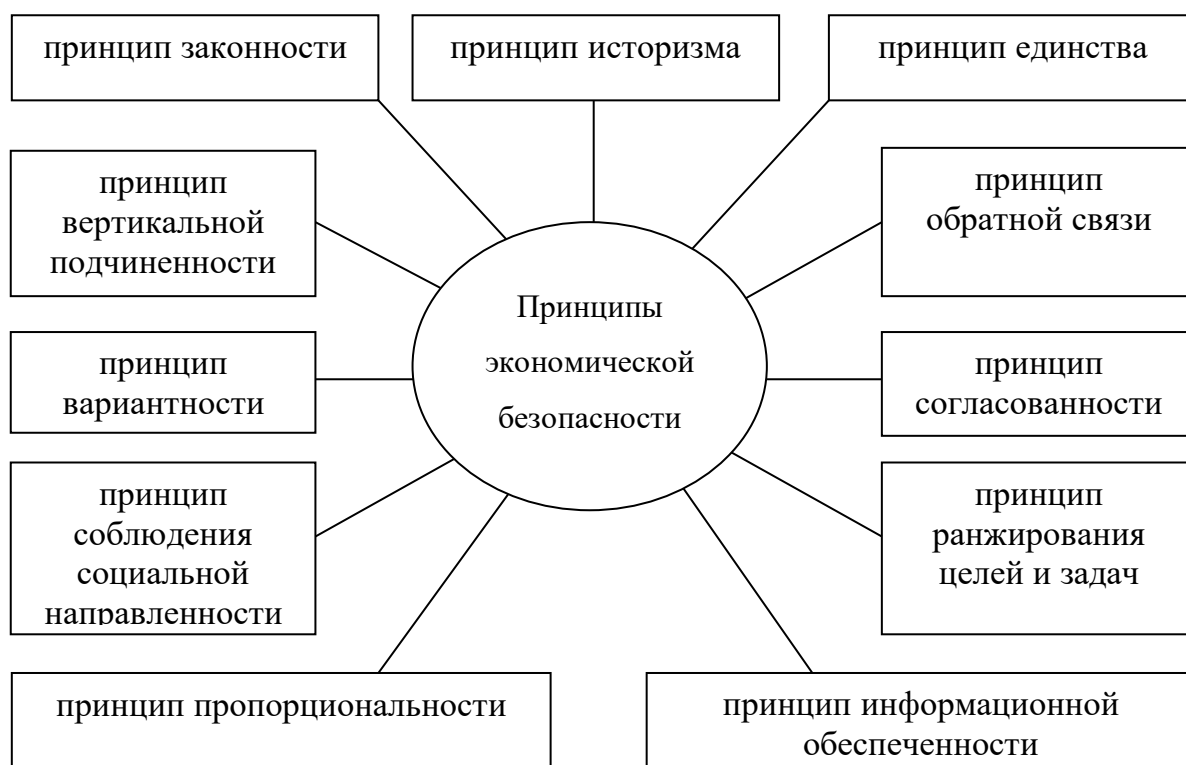 принцип законности
принцип историзма
принцип единства
принцип
вертикальной
подчиненности
принцип
обратной связи
Принципы
экономической
безопасности
принцип
вариантности
принцип
согласованности
принцип
соблюдения
социальной
направленности
принцип
ранжирования
целей и задач
принцип пропорциональности
принцип информационной
обеспеченности